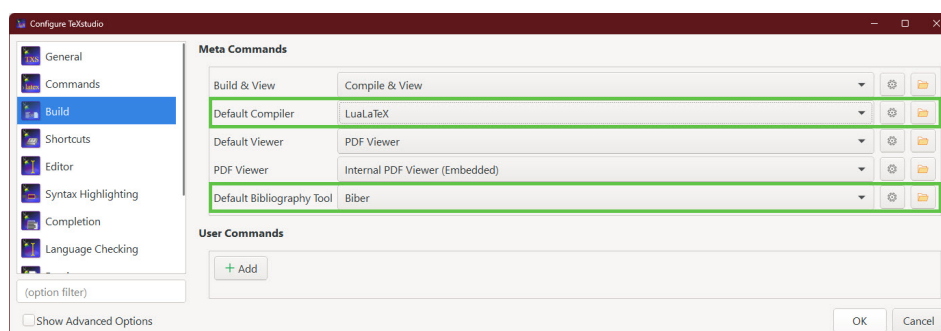 Configure TeXstudio
General
Commands
Build
Shortcuts
Editor
Syntax Highlighting
Completion
Language Checking
(option filter)
Show Advanced Options
Meta Commands
Build & View Compile & View
Default Compiler LuaLaTeX
Default Viewer PDF Viewer
PDF Viewer Internal PDF Viewer (Embedded)
Default Bibliography Tool Biber
User Commands
+ Add
OK Cancel